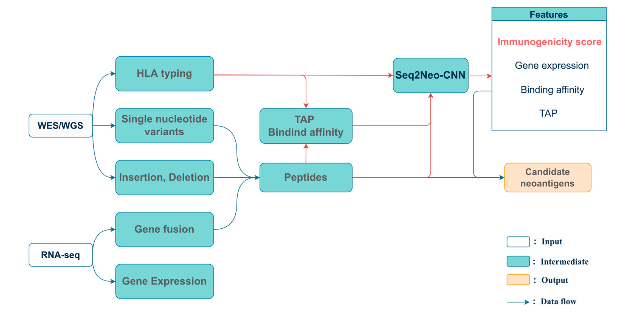 Features
Immunogenicity score
Gene expression
Binding affinity
TAP
HLA typing
Seq2Neo-CNN
WES/WGS
Single nucleotide
variants
TAP
Bindind affinity
Insertion, Deletion
Peptides
Candidate
neoantigens
Gene fusion
RNA-seq
Gene Expression
: Input
: Intermediate
: Output
: Data flow